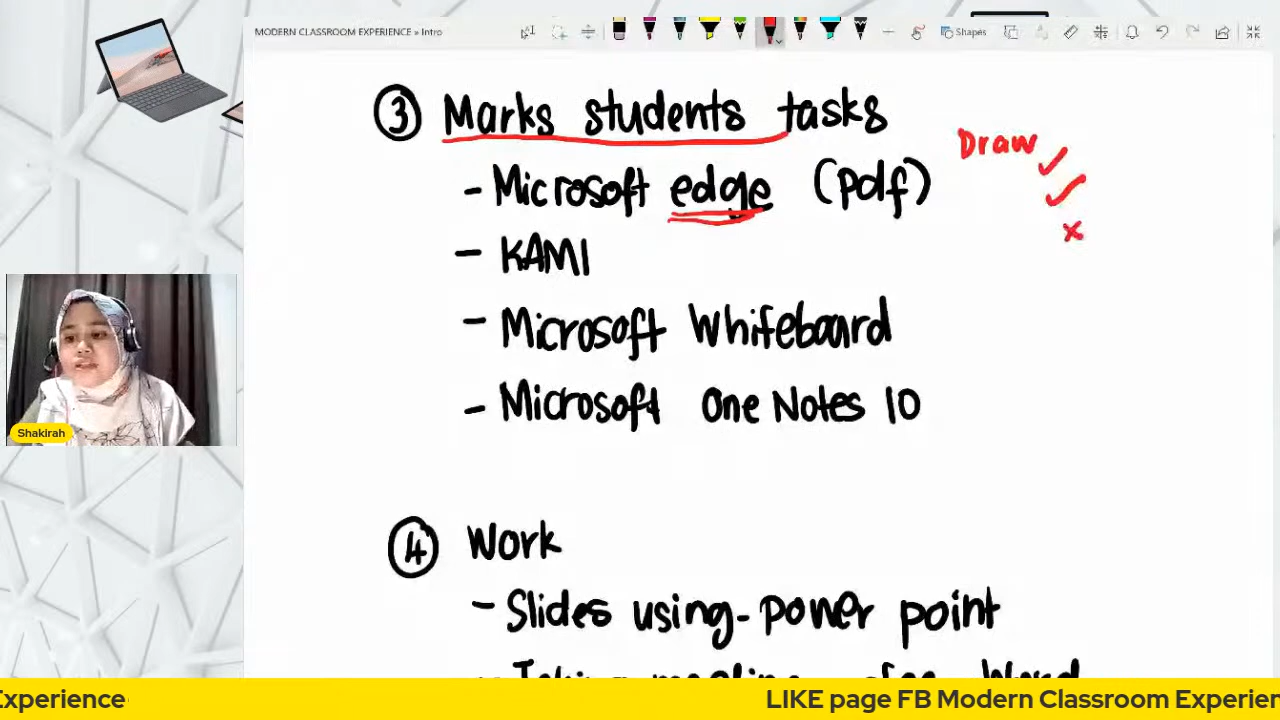 MODERN CLASSROOM EXPERIENCE » Intro
Shapes
3 Marks students tasks
Draw ✓
✓
x
- Microsoft edge (Pdf)
- KAMI
- Microsoft Whiteboard
- Microsoft One Notes 10
Shakirah
4 Work
- Slides using - power point
Word
xperience
LIKE page FB Modern Classroom Experien